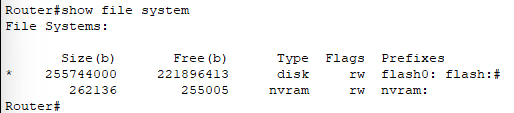 Router#show file system
File Systems:
Size(b) Free(b) Type Flags Prefixes
* 255744000 221896413 disk rw flash0: flash:#
262136 255005 nvram rw nvram:
Router#